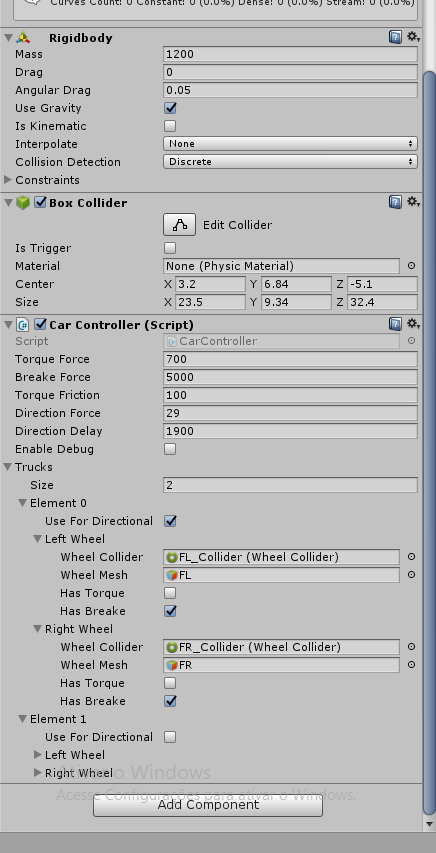 Curves Count: 0 Constant: 0 (0.0%) Dense: 0 (0.0%) Stream: 0 (0.0%)
Rigidbody
Mass 1200
Drag 0
Angular Drag 0.05
Use Gravity
Is Kinematic
Interpolate None
Collision Detection Discrete
Constraints
Box Collider
Edit Collider
Is Trigger
Material None (Physic Material)
Center X 3.2 Y 6.84 Z -5.1
Size X 23.5 Y 9.34 Z 32.4
Car Controller (Script)
Script CarController
Torque Force 700
Breake Force 5000
Torque Friction 100
Direction Force 29
Direction Delay 1900
Enable Debug
Trucks
Size 2
Element 0
Use For Directional
Left Wheel
Wheel Collider FL_Collider (Wheel Collider)
Wheel Mesh FL
Has Torque
Has Breake
Right Wheel
Wheel Collider FR_Collider (Wheel Collider)
Wheel Mesh FR
Has Torque
Has Breake
Element 1
Use For Directional
Left Wheel
Right Wheel
o Windows
Acesse Configurações para ativar o Windows.
Add Component